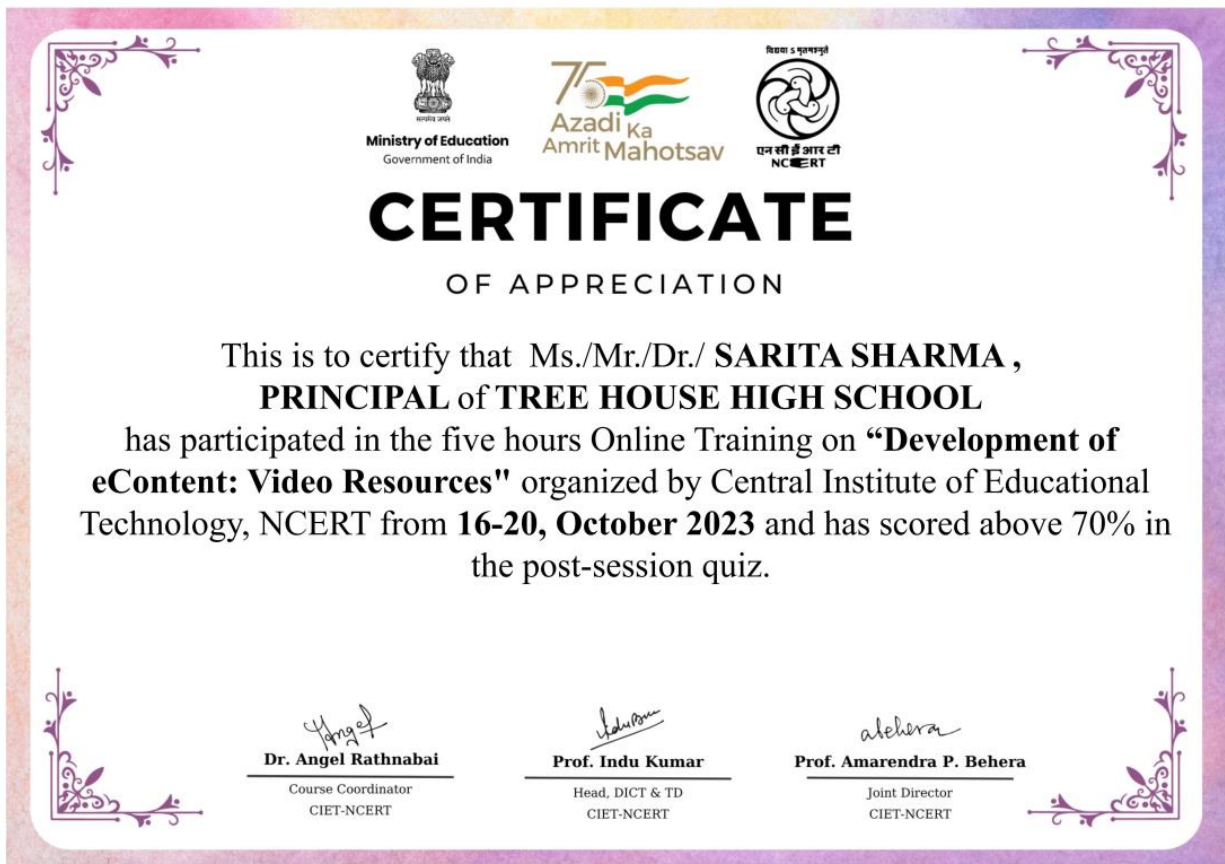 सत्यमेव जयते
Ministry of Education
Government of India
75
Azadi Ka
Amrit Mahotsav
विद्यया ऽ मृतमश्नुते
एन सी ई आर टी
NCERT
CERTIFICATE
OF APPRECIATION
This is to certify that Ms./Mr./Dr./ SARITA SHARMA ,
PRINCIPAL of TREE HOUSE HIGH SCHOOL
has participated in the five hours Online Training on “Development of
eContent: Video Resources" organized by Central Institute of Educational
Technology, NCERT from 16-20, October 2023 and has scored above 70% in
the post-session quiz.
Dr. Angel Rathnabai
Course Coordinator
CIET-NCERT
Prof. Indu Kumar
Head, DICT & TD
CIET-NCERT
Prof. Amarendra P. Behera
Joint Director
CIET-NCERT